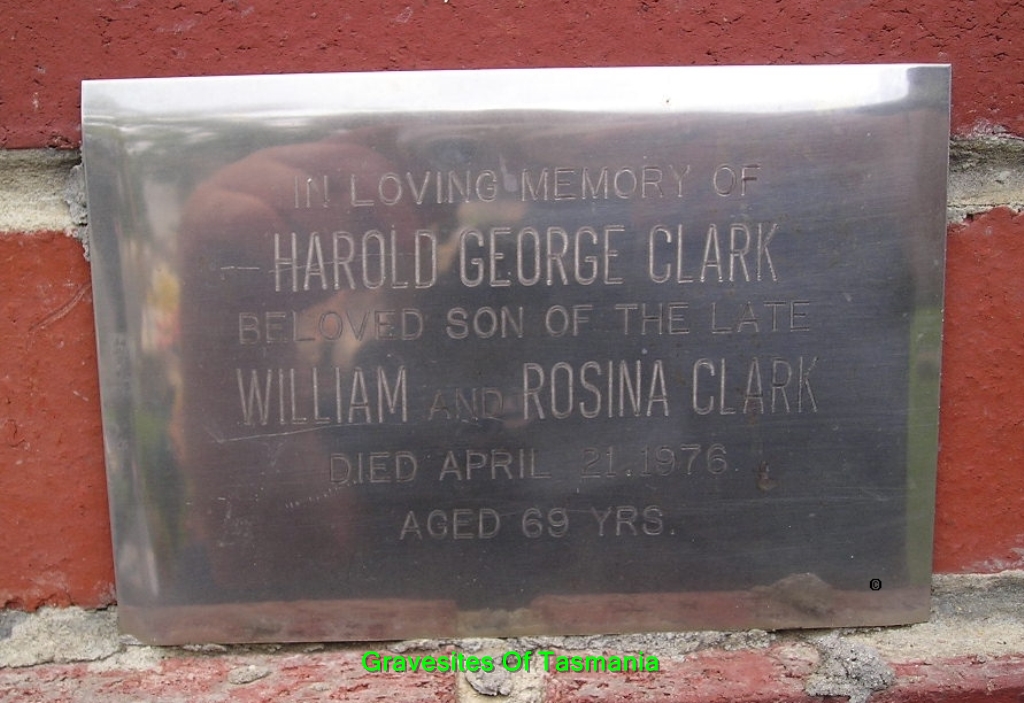 IN LOVING MEMORY OF
HAROLD GEORGE CLARK
BELOVED SON OF THE LATE
WILLIAM AND ROSINA CLARK
DIED APRIL 21.1976
AGED 69 YRS.
©
Gravesites Of Tasmania